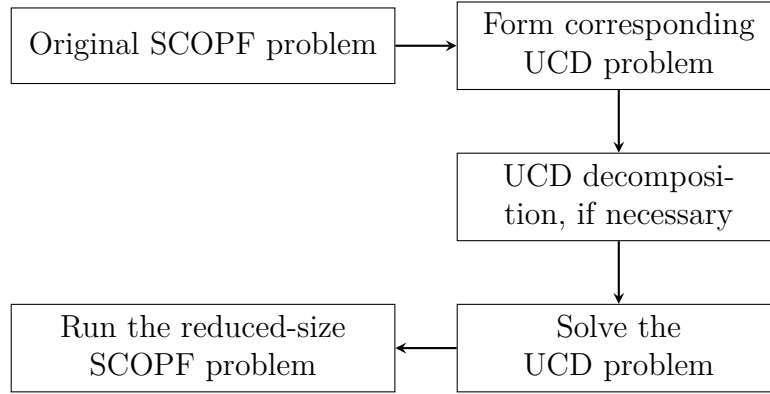 Original SCOPF problem
Form corresponding
UCD problem
UCD decomposi-
tion, if necessary
Solve the
UCD problem
Run the reduced-size
SCOPF problem